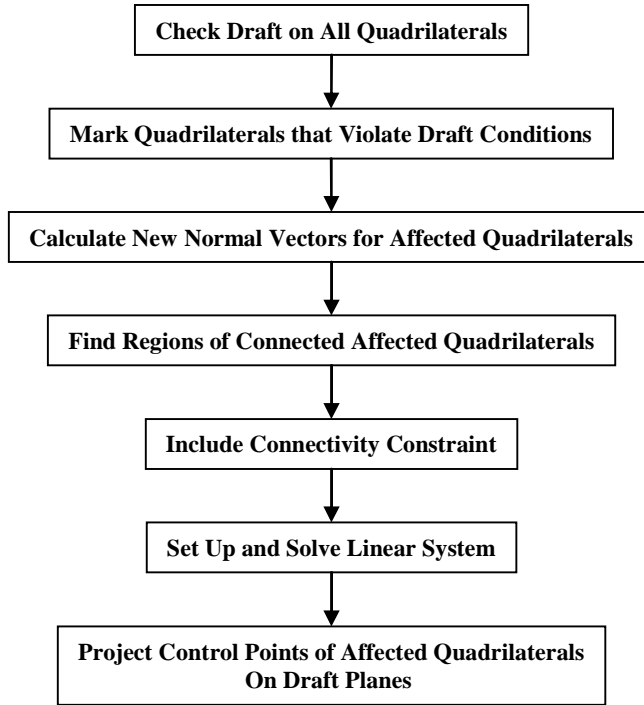 Check Draft on All Quadrilaterals
Mark Quadrilaterals that Violate Draft Conditions
Calculate New Normal Vectors for Affected Quadrilaterals
Find Regions of Connected Affected Quadrilaterals
Include Connectivity Constraint
Set Up and Solve Linear System
Project Control Points of Affected Quadrilaterals
On Draft Planes